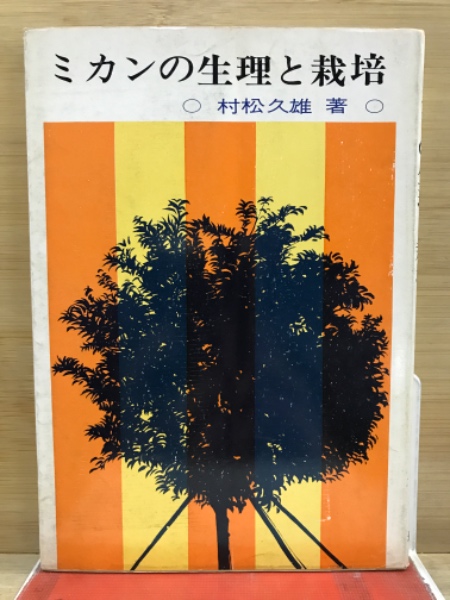 ミカンの生理と栽培
○ 村松久雄 著 ○